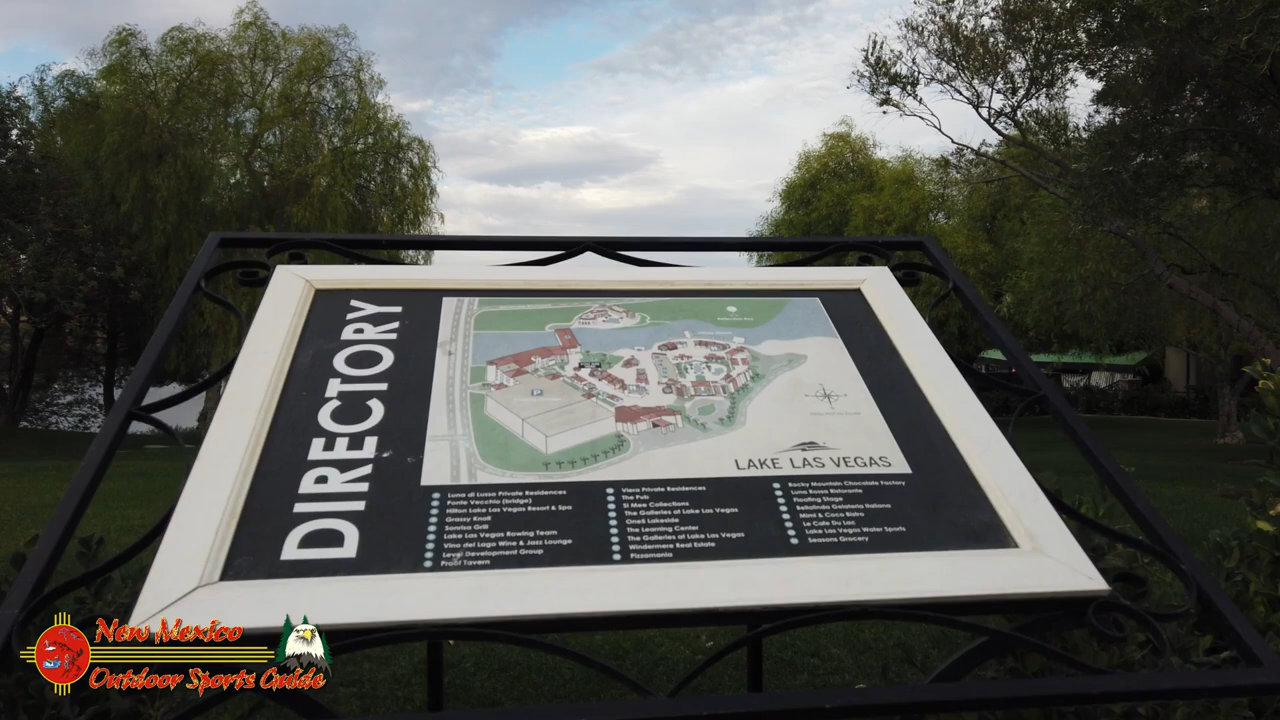 DIRECTORY
LAKE LAS VEGAS
Luna di Lusso Private Residences
Ponte Vecchio (bridge)
Hilton Lake Las Vegas Resort & Spa
Grassy Knoll
Sonrisa Grill
Lake Las Vegas Rowing Team
Vino del Lago Wine & Jazz Lounge
Level Development Group
Proof Tavern
Viera Private Residences
The Pub
Si Mee Collections
The Galleries at Lake Las Vegas
One8 Lakeside
The Learning Center
The Galleries at Lake Las Vegas
Windermere Real Estate
Pizzamania
Rocky Mountain Chocolate Factory
Luna Rossa Ristorante
Floating Stage
Bellalinda Gelateria Italiana
Mimi & Coco Bistro
Le Cafe Du Lac
Lake Las Vegas Water Sports
Seasons Grocery
New Mexico
Outdoor Sports Guide